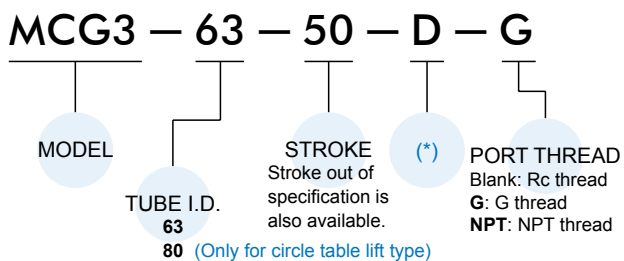 MCG3 — 63 — 50 — D — G
MODEL
TUBE I.D.
63
80 (Only for circle table lift type)
STROKE
Stroke out of
specification is
also available.
(*)
PORT THREAD
Blank: Rc thread
G: G thread
NPT: NPT thread